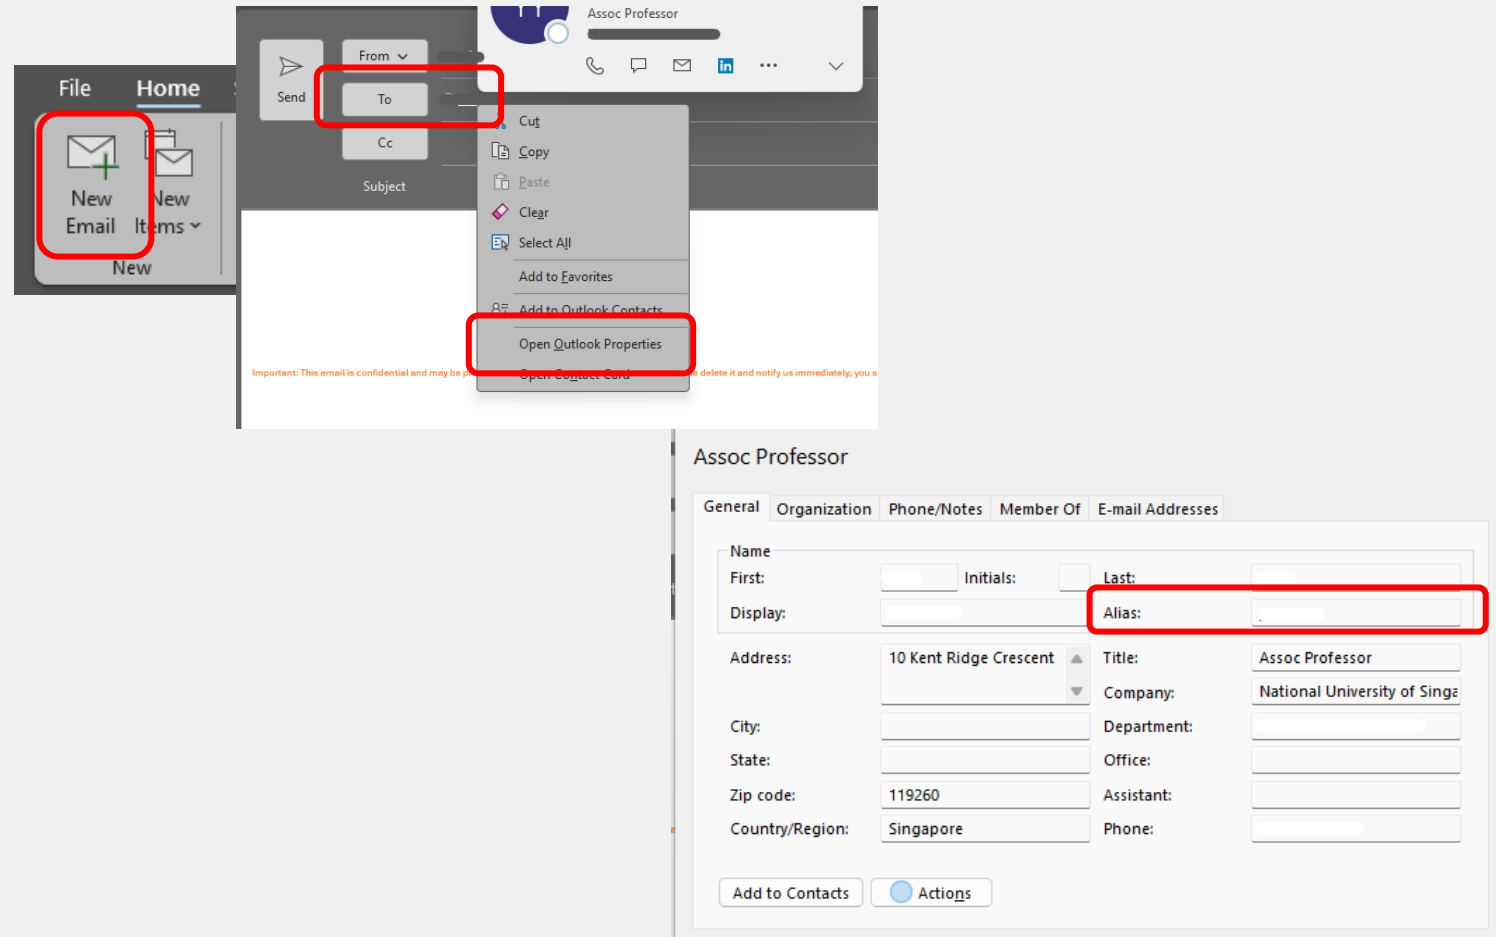 File Home
New
Email
New
Items
New
Assoc Professor
From
Send
To
Cc
Subject
Cut
Copy
Paste
Clear
Select All
Add to Favorites
Add to Outlook Contacts
Open Outlook Properties
Open Contact Card
Important: This email is confidential and may be p
e delete it and notify us immediately; you s
Assoc Professor
General Organization Phone/Notes Member Of E-mail Addresses
Name
First: Initials: Last:
Display: Alias:
Address: 10 Kent Ridge Crescent Title: Assoc Professor
Company: National University of Singa
City: Department:
State: Office:
Zip code: 119260 Assistant:
Country/Region: Singapore Phone:
Add to Contacts Actions